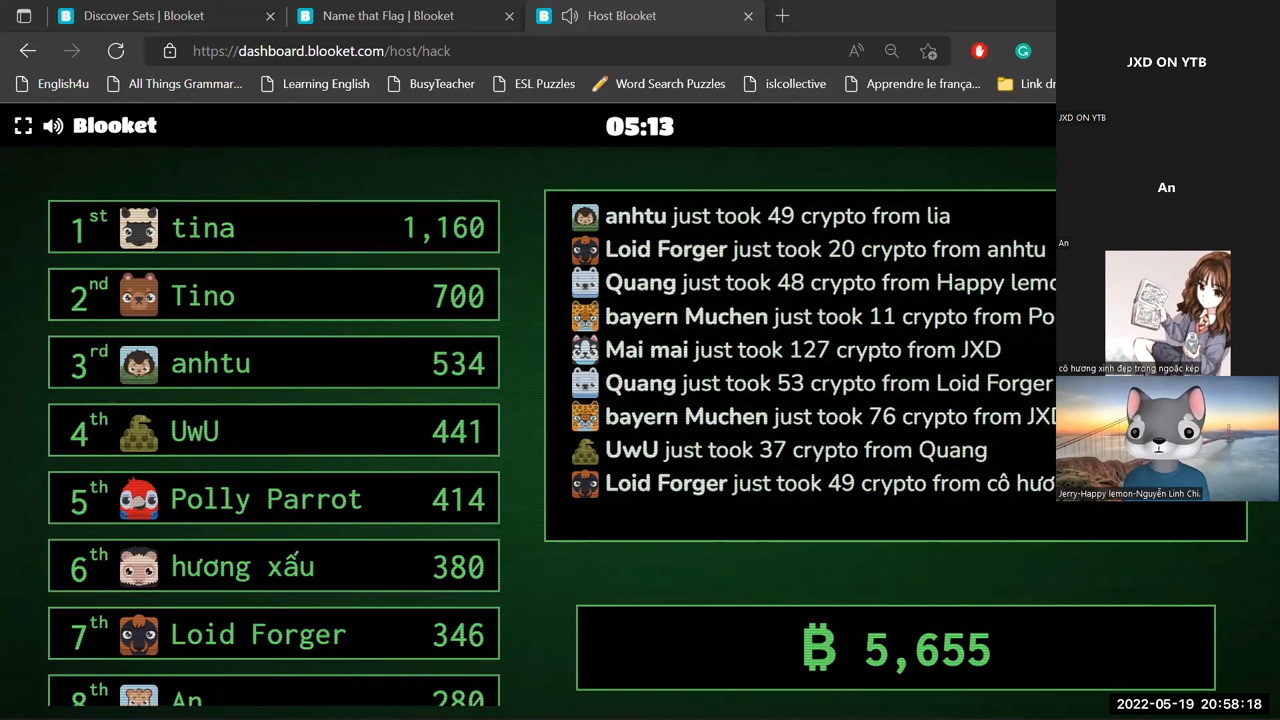 Discover Sets | Blooket
Name that Flag | Blooket
Host Blooket
https://dashboard.blooket.com/host/hack
English4u
All Things Grammar...
Learning English
BusyTeacher
ESL Puzzles
Word Search Puzzles
islcollective
Apprendre le frança...
Link dr
Blooket
05:13
1st tina 1,160
2nd Tino 700
3rd anhtu 534
4th UwU 441
5th Polly Parrot 414
6th hương xấu 380
7th Loid Forger 346
8th An 280
anhtu just took 49 crypto from lia
Loid Forger just took 20 crypto from anhtu
Quang just took 48 crypto from Happy lemo
bayern Muchen just took 11 crypto from Po
Mai mai just took 127 crypto from JXD
Quang just took 53 crypto from Loid Forger
bayern Muchen just took 76 crypto from JXD
UwU just took 37 crypto from Quang
Loid Forger just took 49 crypto from cô hươ
₿ 5,655
JXD ON YTB
JXD ON YTB
An
An
cô hương xinh đẹp trong ngoặc kép
Jerry-Happy lemon-Nguyễn Linh Chi.
2022-05-19 20:58:18